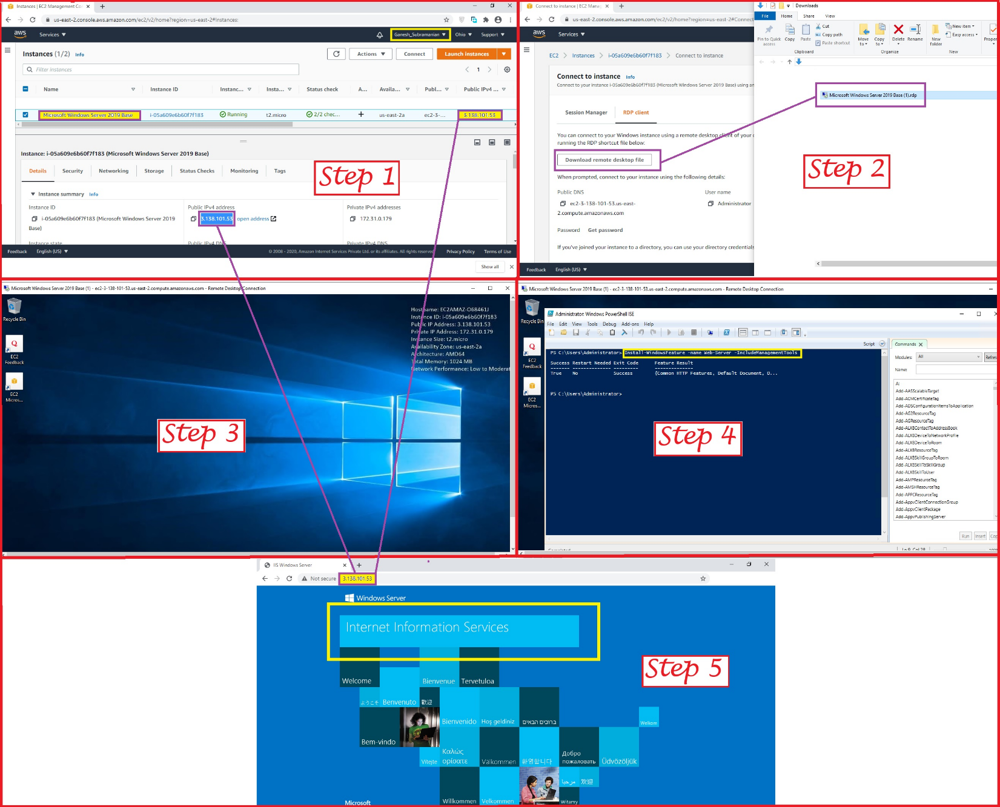 Instances | EC2 Management Co
us-east-2.console.aws.amazon.com/ec2/v2/home?region=us-east-2#Instances:
aws Services Ganesh_Subramanian Ohio Support
Instances (1/2) Info Actions Connect Launch instances
Filter instances 1
Name Instance ID Instanc... Insta... Status check A... Availa... Publ... Public IPv4 ...
Microsoft Windows Server 2019 Base i-05a609e6b60f7f183 Running t2.micro 2/2 chec... us-east-2a ec2-3-... 3.138.101.53
Instance: i-05a609e6b60f7f183 (Microsoft Windows Server 2019 Base)
Details Security Networking Storage Status Checks Monitoring Tags
Step 1
Instance summary Info
Instance ID Public IPv4 address Private IPv4 addresses
i-05a609e6b60f7f183 (Microsoft Windows Server 2019 3.138.101.53 open address 172.31.0.179
Base)
Instance state Public IPv4 DNS Private IPv4 DNS
Feedback English (US) © 2008 - 2020, Amazon Internet Services Private Ltd. or its affiliates. All rights reserved. Privacy Policy Terms of Use
Show all
Connect to instance | EC2 Mana
us-east-2.console.aws.amazon.com/ec2/v2/home?region=us-east-2#Connect
aws Services
EC2 > Instances > i-05a609e6b60f7f183 > Connect to instance
Connect to instance Info
Connect to your instance i-05a609e6b60f7f183 (Microsoft Windows Server 2019 Base) using an
Session Manager RDP client
You can connect to your Windows instance using a remote desktop client of your
running the RDP shortcut file below:
Download remote desktop file
When prompted, connect to your instance using the following details:
Public DNS User name
ec2-3-138-101-53.us-east- Administrator
2.compute.amazonaws.com
Password Get password
If you've joined your instance to a directory, you can use your directory credentials
Feedback English (US)
Downloads
File Home Share View
Pin to Quick access Copy Paste Cut Copy path Paste shortcut Move to Copy to Delete Rename New folder New item Easy access Proper
Clipboard Organize New
Microsoft Windows Server 2019 Base (1).rdp
Step 2
Microsoft Windows Server 2019 Base (1) - ec2-3-138-101-53.us-east-2.compute.amazonaws.com - Remote Desktop Connection
Recycle Bin
EC2 Feedback
EC2 Micros...
Hostname: EC2AMAZ-O68461J
Instance ID: i-05a609e6b60f7f183
Public IP Address: 3.138.101.53
Private IP Address: 172.31.0.179
Instance Size: t2.micro
Availability Zone: us-east-2a
Architecture: AMD64
Total Memory: 1024 MB
Network Performance: Low to Moderat
Step 3
Microsoft Windows Server 2019 Base (1) - ec2-3-138-101-53.us-east-2.compute.amazonaws.com - Remote Desktop Connection
Recycle Bin
EC2 Feedback
EC2 Micros...
Administrator: Windows PowerShell ISE
File Edit View Tools Debug Add-ons Help
Script
PS C:\Users\Administrator> Install-WindowsFeature -name Web-Server -IncludeManagementTools
Success Restart Needed Exit Code Feature Result
------- -------------- --------- --------------
True No Success {Common HTTP Features, Default Document, D...
PS C:\Users\Administrator>
Step 4
Commands
Modules: All Refres
Name:
A:
Add-AASScalableTarget
Add-ACMCertificateTag
Add-ADSConfigurationItemsToApplication
Add-AG2ResourceTag
Add-AGResourceTag
Add-ALXBContactToAddressBook
Add-ALXBDeviceToNetworkProfile
Add-ALXBDeviceToRoom
Add-ALXBResourceTag
Add-ALXBSkillGroupToRoom
Add-ALXBSkillToSkillGroup
Add-ALXBSkillToUser
Add-AMPResourceTag
Add-AMSHResourceTag
Add-APPCResourceTag
Add-AppvClientConnectionGroup
Add-AppvClientPackage
Add-AppvPublishingServer
Run Insert Cop
Completed Ln 9 Col 28 100%
IIS Windows Server
Not secure 3.138.101.53
Windows Server
Internet Information Services
Step 5
Welcome Bienvenue Tervetuloa
ようこそ Benvenuto 歡迎
Bienvenido Hoş geldiniz ברוכים הבאים Welkom
Bem-vindo
Vítejte Καλώς ορίσατε Välkommen 환영합니다 Добро пожаловать Üdvözöljük
مرحبا 欢迎
Willkommen Velkommen Witamy
Microsoft